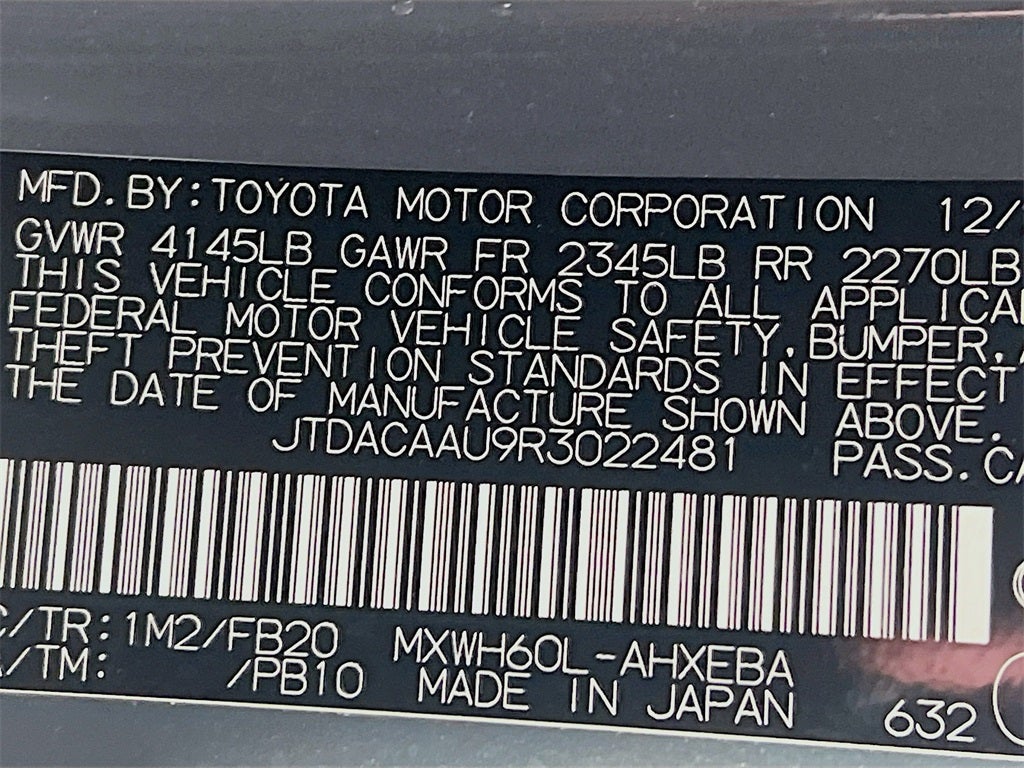 MFD. BY: TOYOTA MOTOR CORPORATION 12/
GVWR 4145LB GAWR FR 2345LB RR 2270LB
THIS VEHICLE CONFORMS TO ALL APPLICA
FEDERAL MOTOR VEHICLE SAFETY, BUMPER,
THEFT PREVENTION STANDARDS IN EFFECT
THE DATE OF MANUFACTURE SHOWN ABOVE.
JTDACAAU9R3022481 PASS. CA
C/TR: 1M2/FB20 MXWH60L-AHXEBA
A/TM: /PB10 MADE IN JAPAN 632